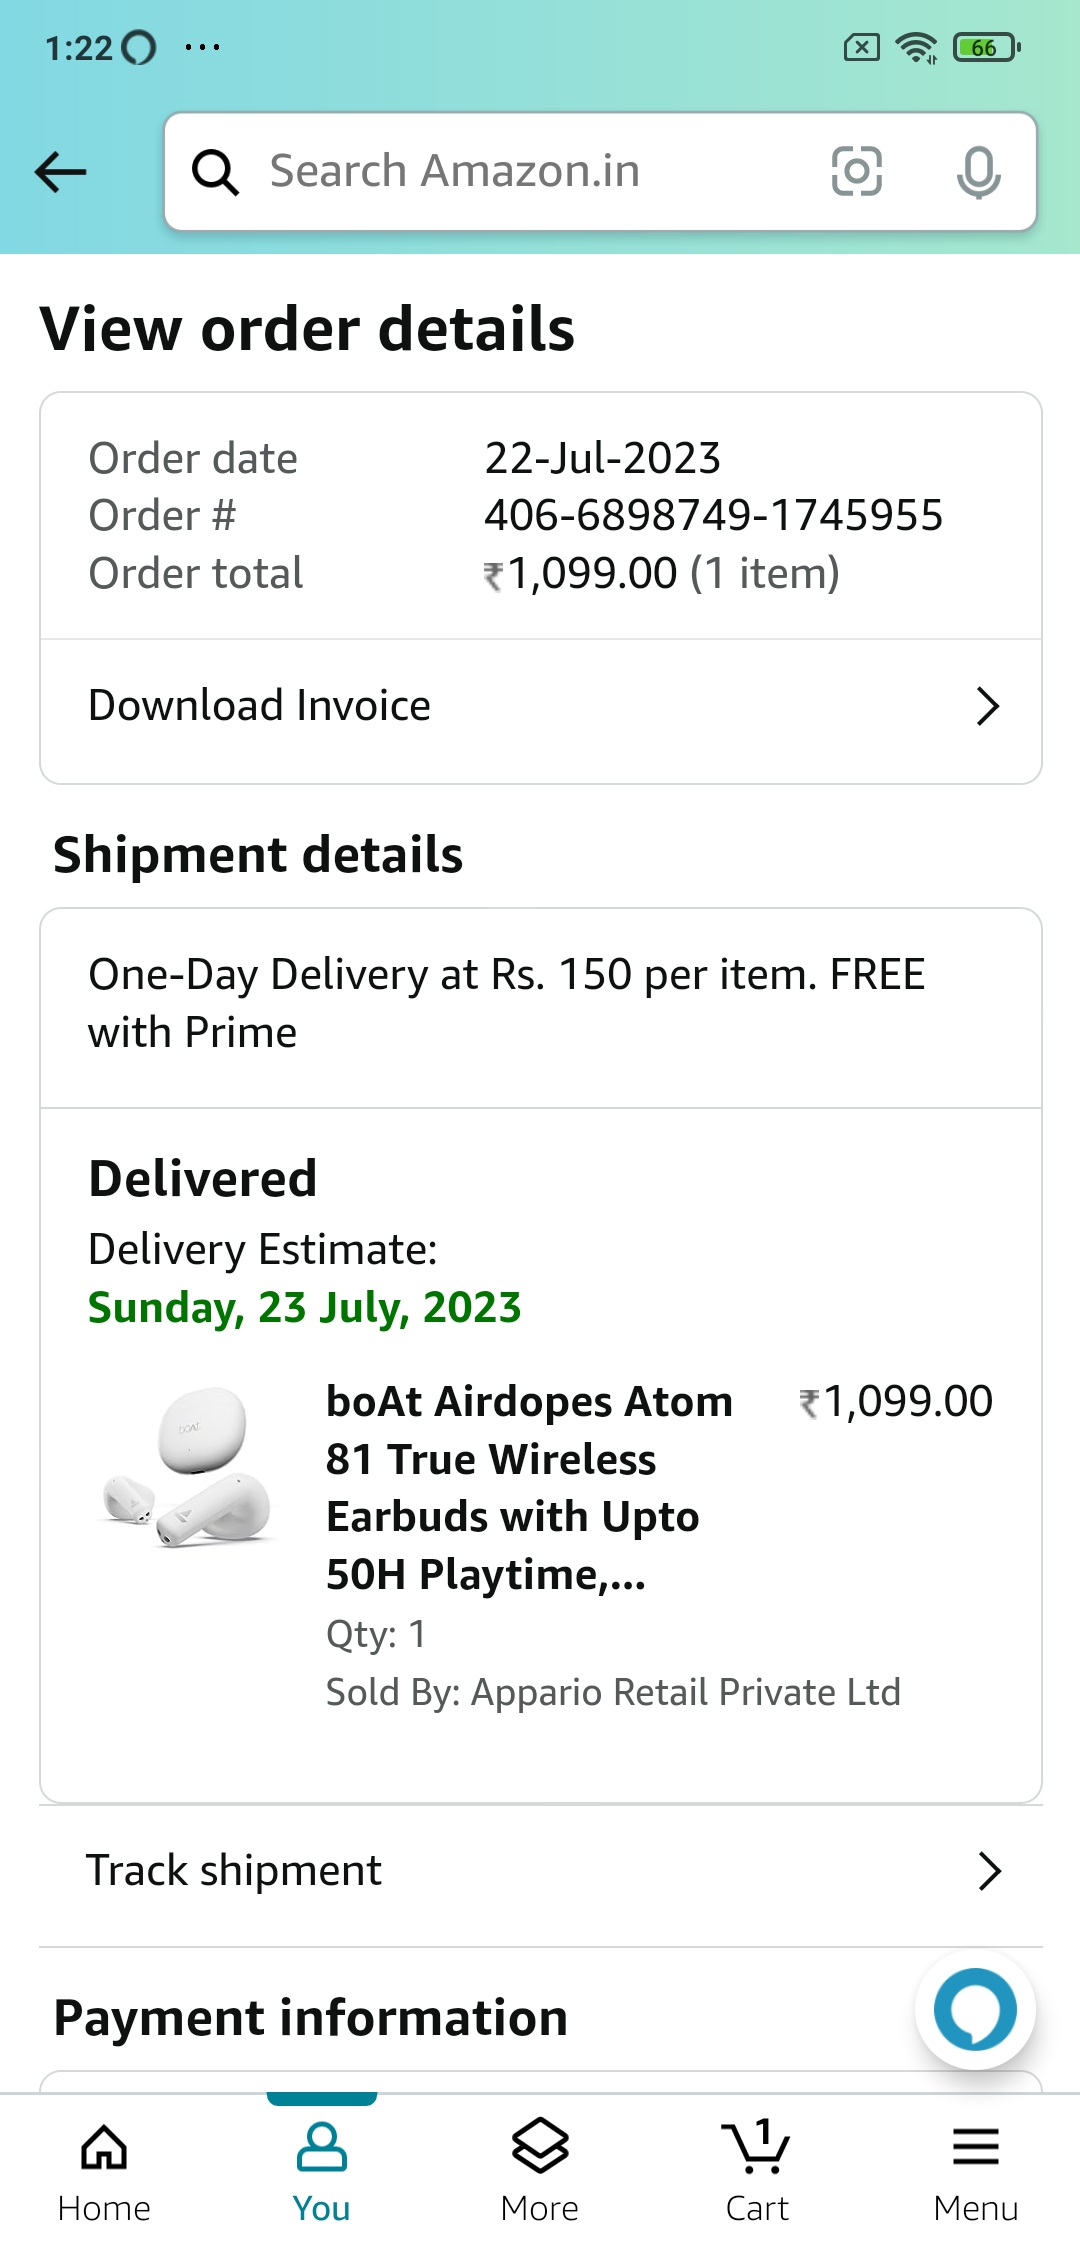 1:22 ... 66
Search Amazon.in
View order details
Order date 22-Jul-2023
Order # 406-6898749-1745955
Order total ₹1,099.00 (1 item)
Download Invoice
Shipment details
One-Day Delivery at Rs. 150 per item. FREE
with Prime
Delivered
Delivery Estimate:
Sunday, 23 July, 2023
boAt
boAt Airdopes Atom ₹1,099.00
81 True Wireless
Earbuds with Upto
50H Playtime,...
Qty: 1
Sold By: Appario Retail Private Ltd
Track shipment
Payment information
1
Home You More Cart Menu